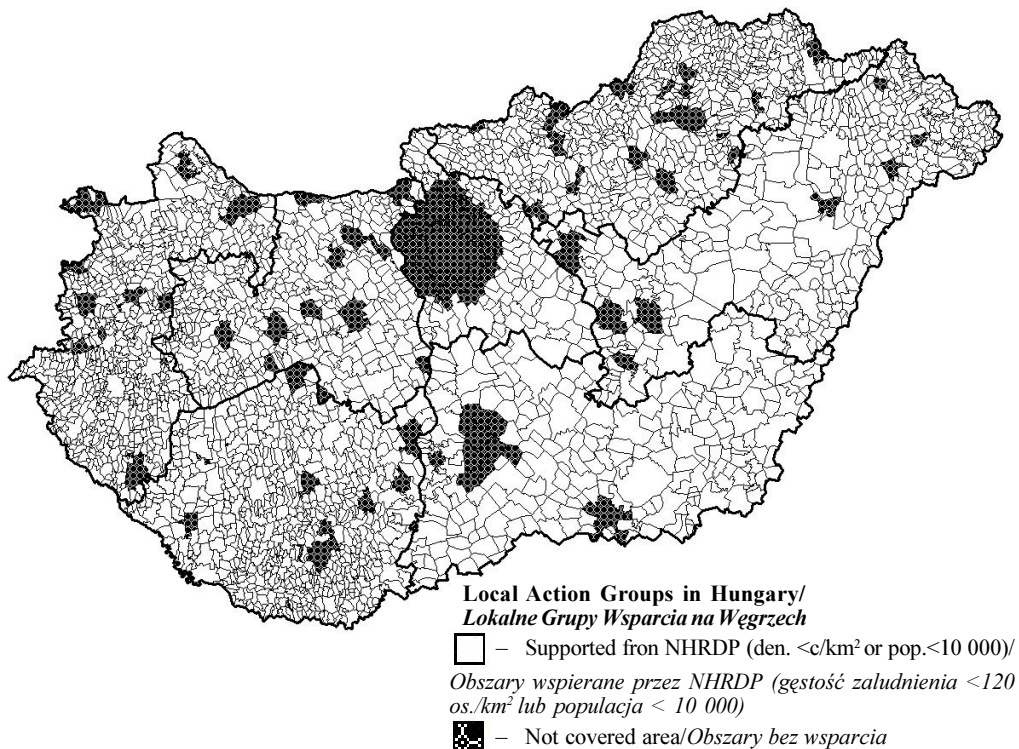 Local Action Groups in Hungary/
Lokalne Grupy Wsparcia na Węgrzech
– Supported fron NHRDP (den. <c/km² or pop.<10 000)/
Obszary wspierane przez NHRDP (gęstość zaludnienia <120
os./km² lub populacja < 10 000)
– Not covered area/Obszary bez wsparcia